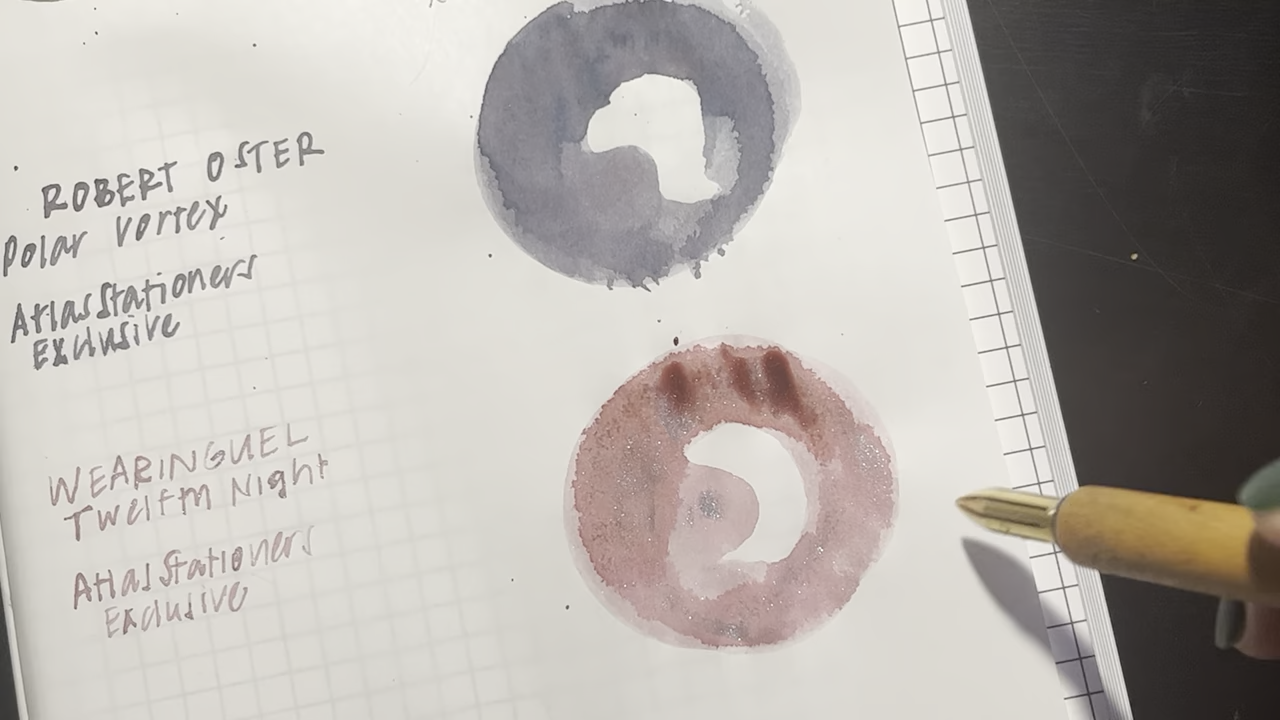 ROBERT OSTER
Polar Vortex
Atlas Stationers
Exclusive
WEARINGUEL
Twelfth Night
Atlas Stationers
Exclusive